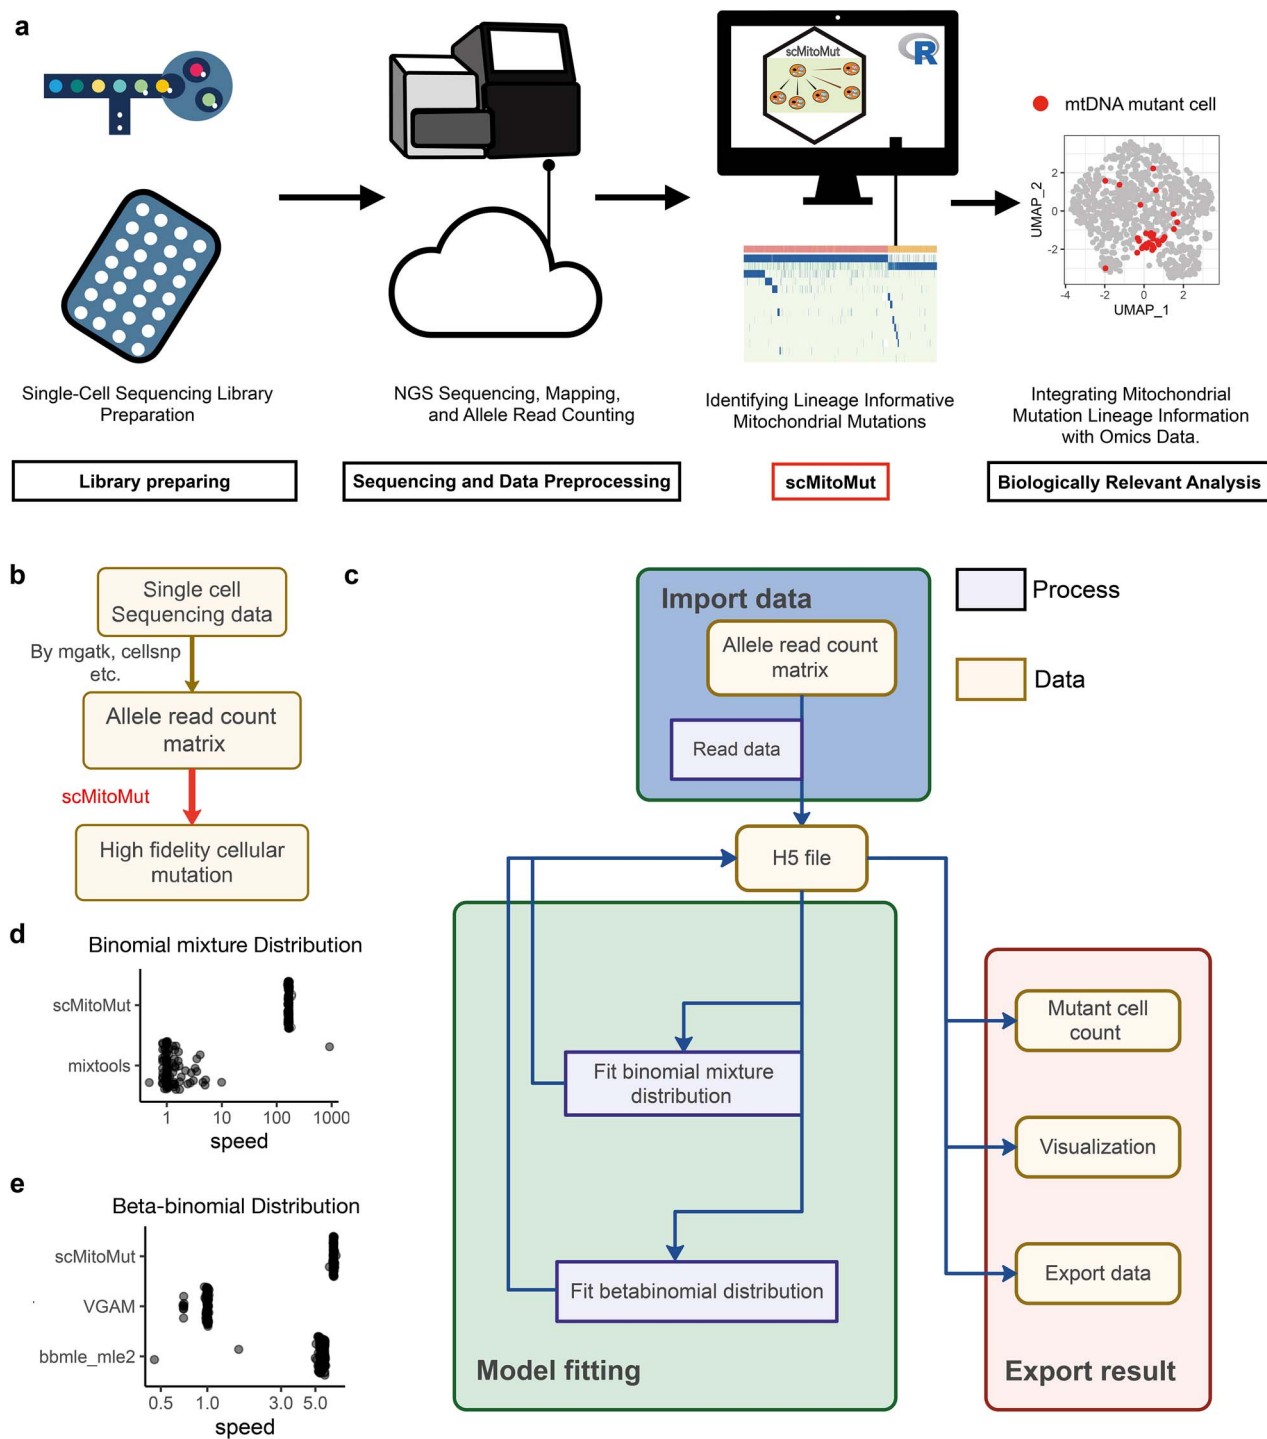 a
scMitoMut
R
mtDNA mutant cell
UMAP_2
2
0
-2
-4
-2
0
2
UMAP_1
Single-Cell Sequencing Library
Preparation
NGS Sequencing, Mapping,
and Allele Read Counting
Identifying Lineage Informative
Mitochondrial Mutations
Integrating Mitochondrial
Mutation Lineage Information
with Omics Data.
Library preparing
Sequencing and Data Preprocessing
scMitoMut
Biologically Relevant Analysis
b
Single cell
Sequencing data
By mgatk, cellsnp
etc.
Allele read count
matrix
scMitoMut
High fidelity cellular
mutation
c
Import data
Allele read count
matrix
Read data
H5 file
Process
Data
Fit binomial mixture
distribution
Fit betabinomial distribution
Model fitting
Mutant cell
count
Visualization
Export data
Export result
d
Binomial mixture Distribution
scMitoMut
mixtools
1
10
100
1000
speed
e
Beta-binomial Distribution
scMitoMut
VGAM
bbmle_mle2
0.5
1.0
3.0
5.0
speed